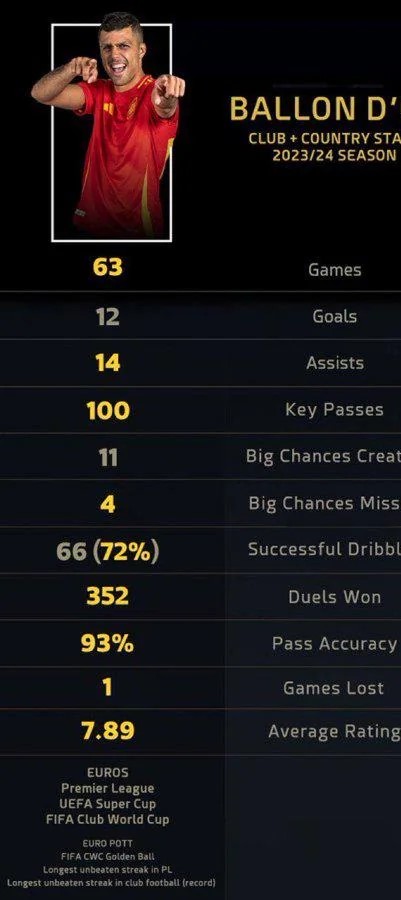 BALLON D'
CLUB + COUNTRY STA
2023/24 SEASON
63 Games
12 Goals
14 Assists
100 Key Passes
11 Big Chances Creat
4 Big Chances Miss
66 (72%) Successful Dribbl
352 Duels Won
93% Pass Accuracy
1 Games Lost
7.89 Average Rating
EUROS
Premier League
UEFA Super Cup
FIFA Club World Cup
EURO POTT
FIFA CWC Golden Ball
Longest unbeaten streak in PL
Longest unbeaten streak in club football (record)